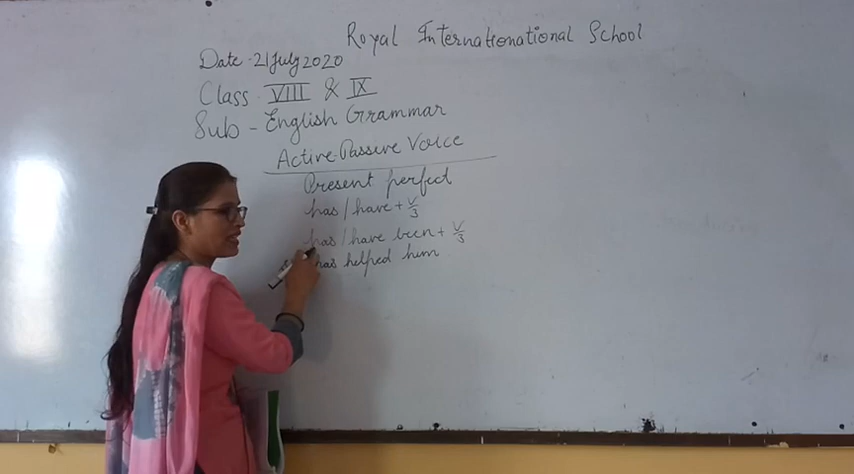 Royal Internationational School
Date - 21 July 2020
Class VIII & IX
Sub - English Grammar
Active-Passive Voice
Present perfect
has / have + V3
has / have been + V3
has helped him